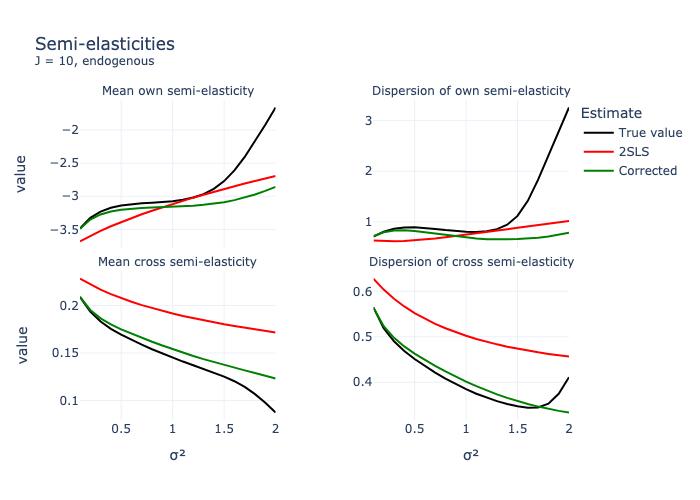 Semi-elasticities
J = 10, endogenous
Mean own semi-elasticity
Dispersion of own semi-elasticity
Estimate
True value
2SLS
Corrected
value
−2
−2.5
−3
−3.5
3
2
1
Mean cross semi-elasticity
Dispersion of cross semi-elasticity
value
0.2
0.15
0.1
0.6
0.5
0.4
0.5
1
1.5
2
0.5
1
1.5
2
σ²
σ²